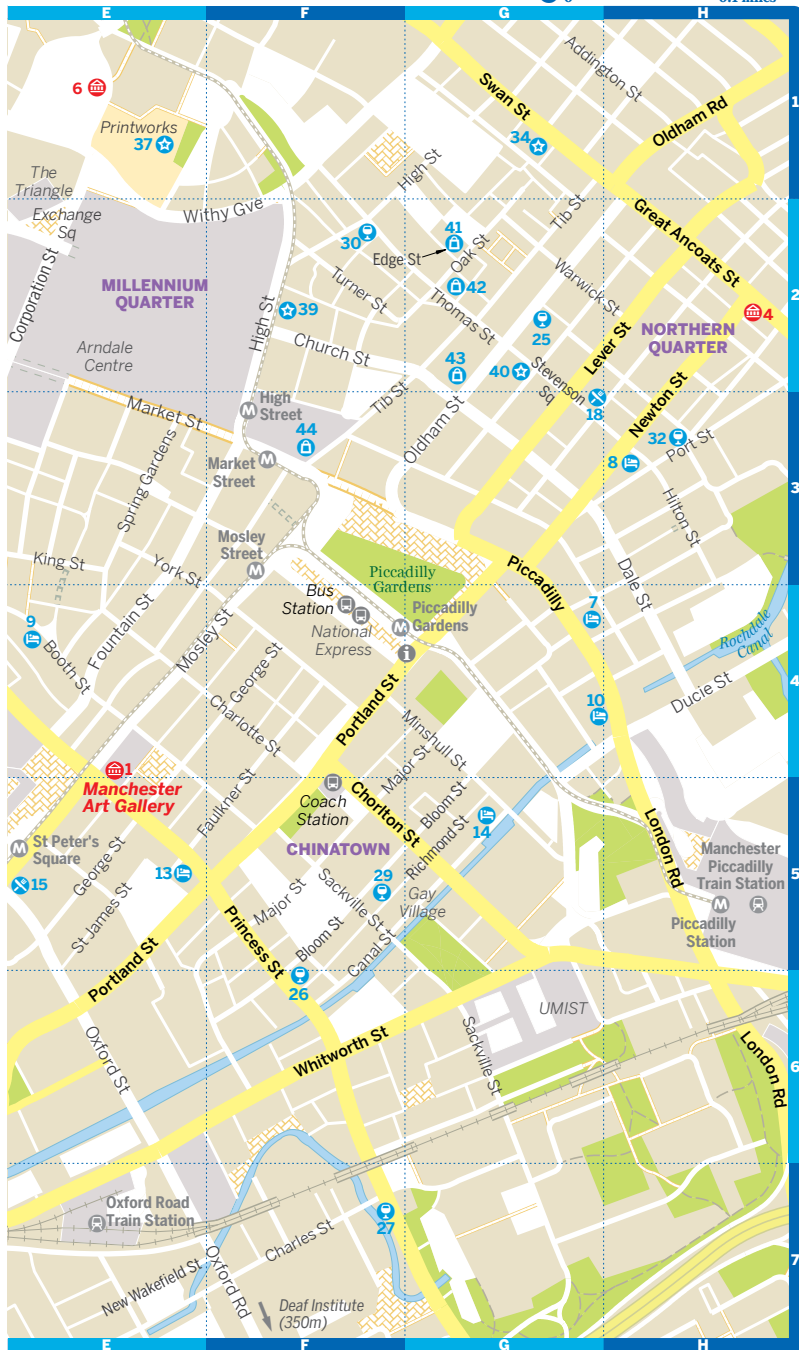 E
F
G
H
Addington St
1
Swan St
6
Oldham Rd
Printworks
37
34
High St
The
Triangle
Exchange
Sq
Withy Gve
Tib St
Great Ancoats St
30
41
Edge St
Oak St
Corporation St
MILLENNIUM
QUARTER
Turner St
42
Warwick St
2
Thomas St
39
High St
25
4
NORTHERN
QUARTER
Lever St
Church St
Arndale
Centre
43
40
Stevenson
Sq
18
Newton St
Tib St
Market St
High
Street
Oldham St
44
32
Port St
Market
Street
8
Spring Gardens
3
Hilton St
Mosley
Street
King St
York St
Piccadilly
Gardens
Piccadilly
Dale St
Bus
Station
7
Piccadilly
Gardens
National
Express
9
Fountain St
Mosley St
Rochdale
Canal
Booth St
George St
4
Ducie St
Portland St
10
Charlotte St
Minshull St
Major St
1
Manchester
Art Gallery
Faulkner St
Coach
Station
Chorlton St
Bloom St
14
London Rd
St Peter's
Square
CHINATOWN
Richmond St
Manchester
Piccadilly
Train Station
George St
5
15
13
29
Sackville St
Gay
Village
Major St
Piccadilly
Station
St James St
Princess St
Bloom St
Canal St
Portland St
26
UMIST
Oxford St
Whitworth St
Sackville St
London Rd
6
Oxford Road
Train Station
27
Charles St
7
New Wakefield St
Oxford Rd
Deaf Institute
(350m)
E
F
G
H